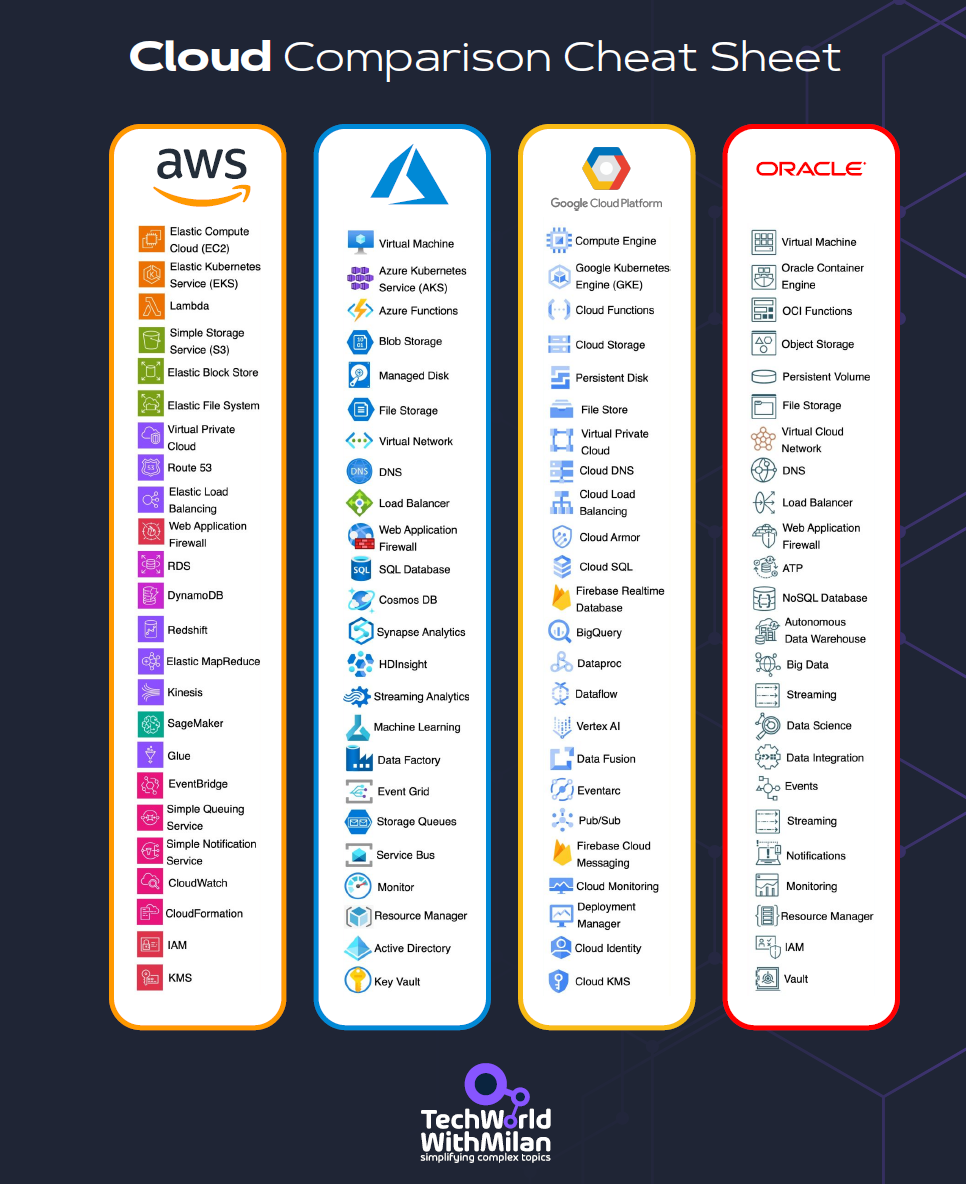 Cloud Comparison Cheat Sheet
aws
Elastic Compute
Cloud (EC2)
Elastic Kubernetes
Service (EKS)
Lambda
Simple Storage
Service (S3)
Elastic Block Store
Elastic File System
Virtual Private
Cloud
53
Route 53
Elastic Load
Balancing
Web Application
Firewall
RDS
DynamoDB
Redshift
Elastic MapReduce
Kinesis
SageMaker
Glue
EventBridge
Simple Queuing
Service
Simple Notification
Service
CloudWatch
CloudFormation
IAM
KMS
Virtual Machine
Azure Kubernetes
Service (AKS)
Azure Functions
10
01
Blob Storage
Managed Disk
File Storage
Virtual Network
DNS
DNS
Load Balancer
Web Application
Firewall
SQL
SQL Database
Cosmos DB
Synapse Analytics
HDInsight
Streaming Analytics
Machine Learning
Data Factory
Event Grid
Storage Queues
Service Bus
Monitor
Resource Manager
Active Directory
Key Vault
Google Cloud Platform
Compute Engine
Google Kubernetes
Engine (GKE)
Cloud Functions
Cloud Storage
Persistent Disk
File Store
Virtual Private
Cloud
Cloud DNS
Cloud Load
Balancing
Cloud Armor
Cloud SQL
Firebase Realtime
Database
BigQuery
Dataproc
Dataflow
Vertex AI
Data Fusion
Eventarc
Pub/Sub
Firebase Cloud
Messaging
Cloud Monitoring
Deployment
Manager
Cloud Identity
Cloud KMS
ORACLE
Virtual Machine
Oracle Container
Engine
OCI Functions
Object Storage
Persistent Volume
File Storage
Virtual Cloud
Network
DNS
Load Balancer
Web Application
Firewall
ATP
NoSQL Database
Autonomous
Data Warehouse
Big Data
Streaming
Data Science
Data Integration
Events
Streaming
Notifications
Monitoring
Resource Manager
IAM
Vault
TechWorld
WithMilan
simplifying complex topics